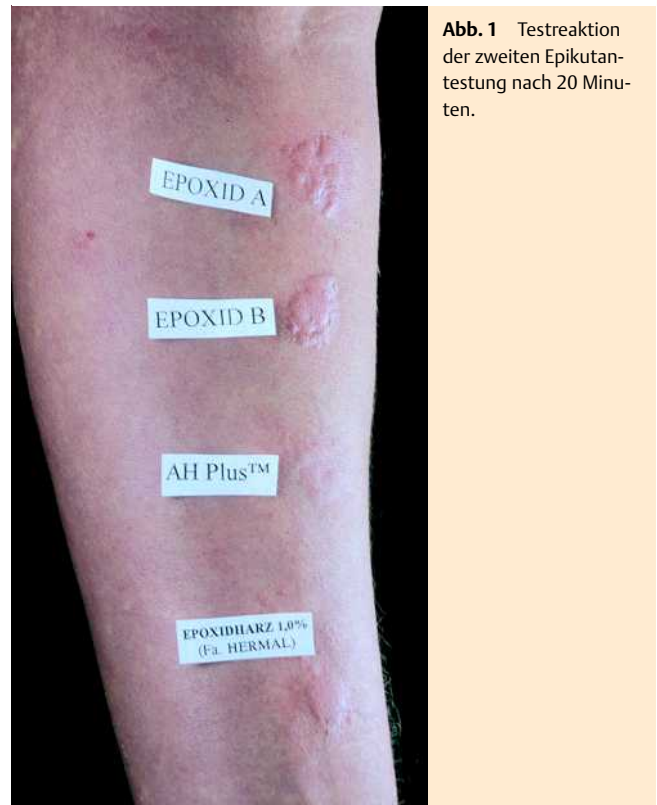 Abb. 1 Testreaktion
der zweiten Epikutan-
testung nach 20 Minu-
ten.
EPOXID A
EPOXID B
AH Plus™
EPOXIDHARZ 1,0%
(Fa. HERMAL)